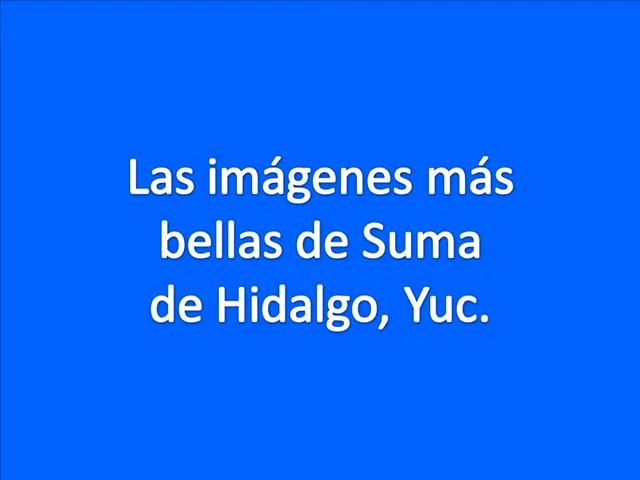 Las imágenes más
bellas de Suma
de Hidalgo, Yuc.